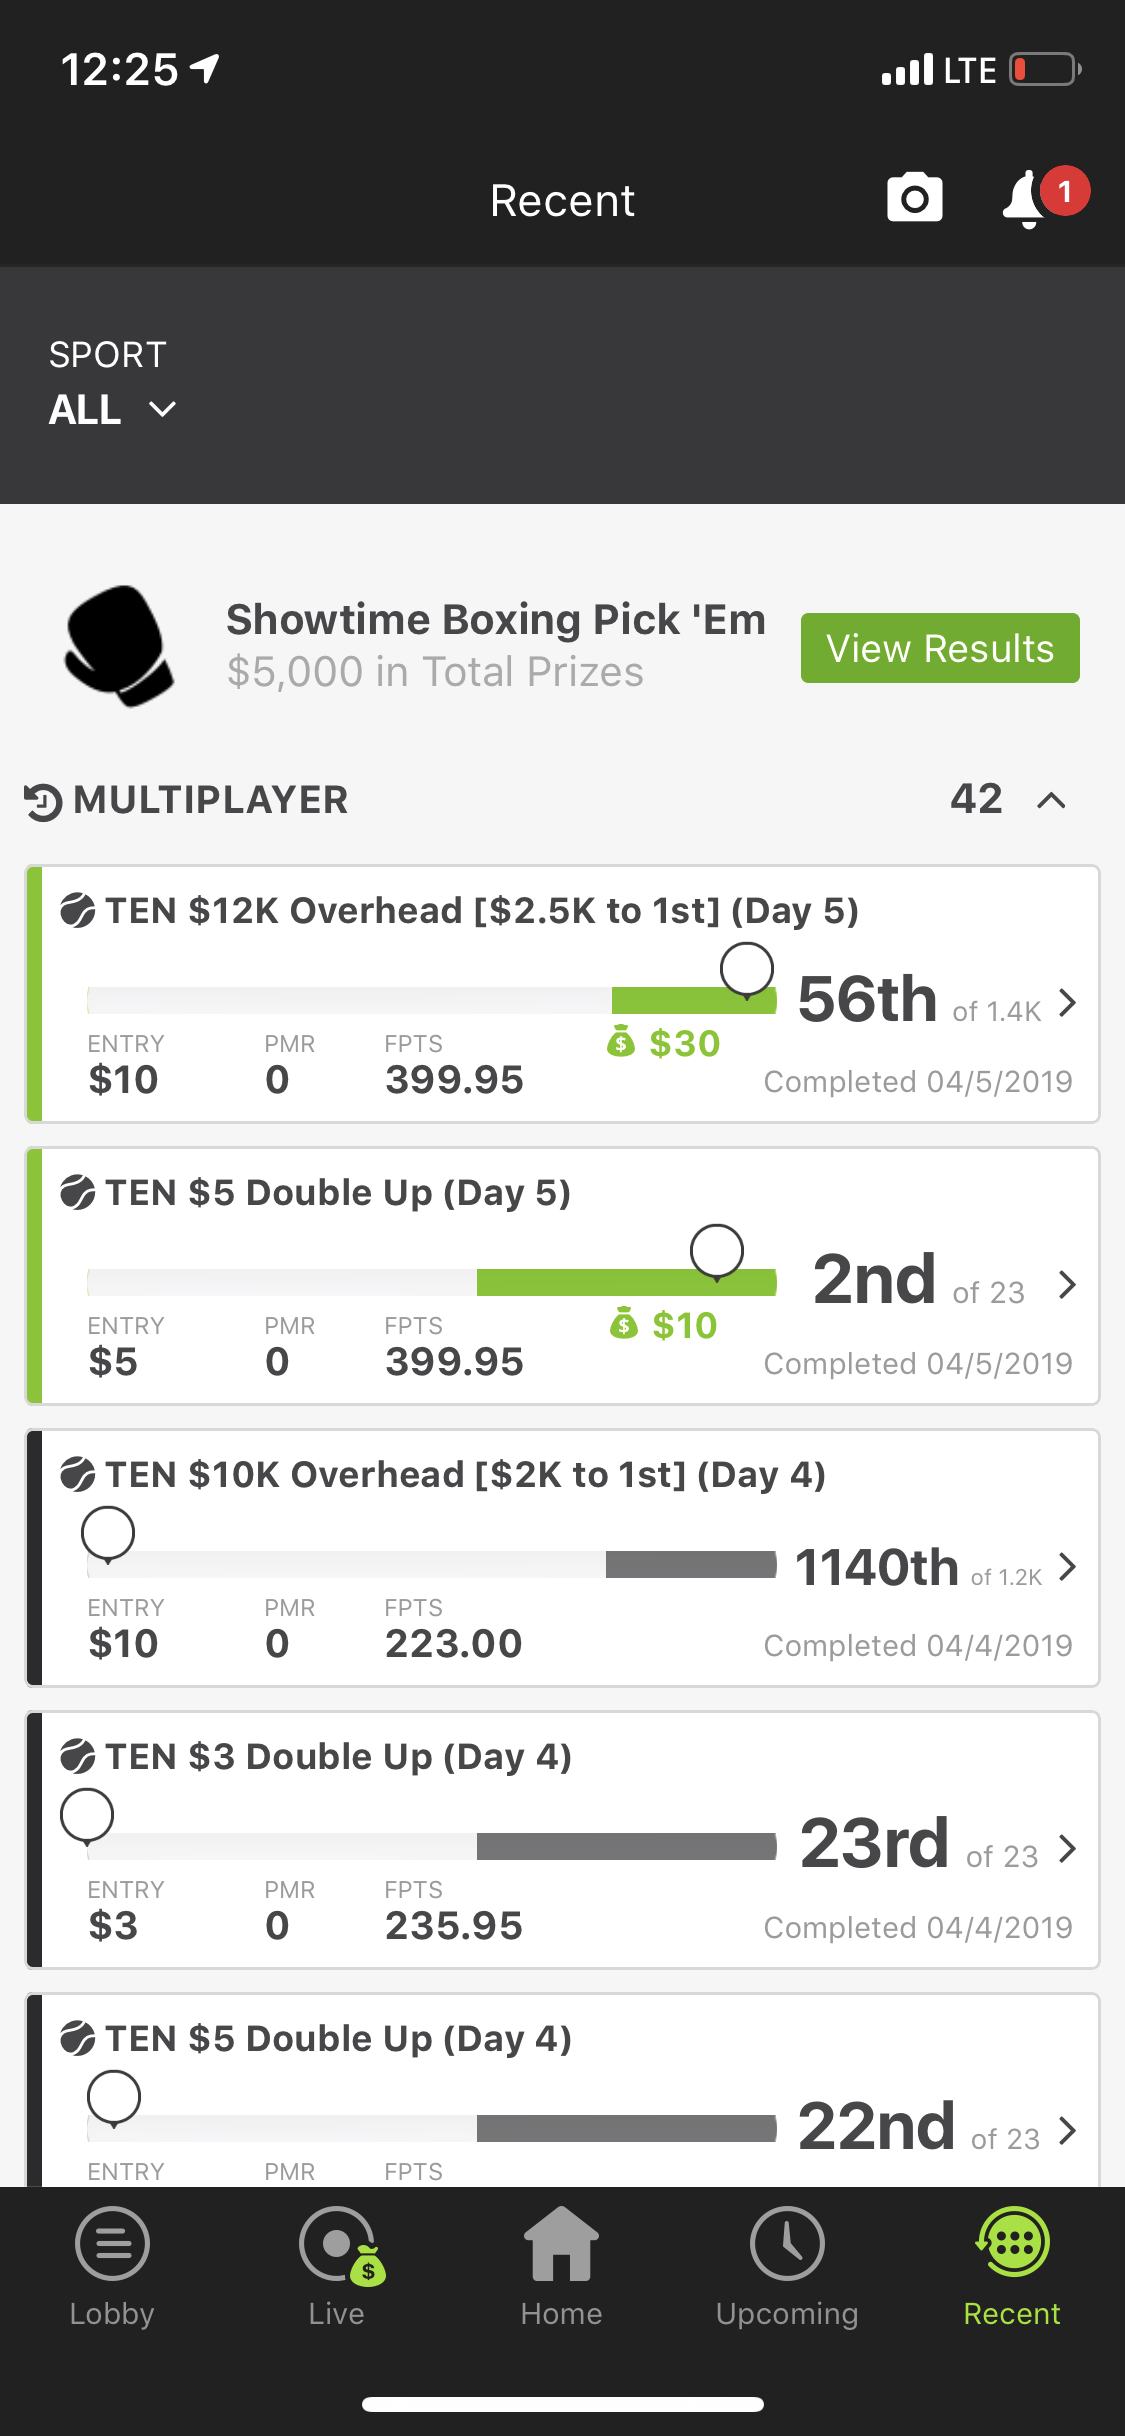 12:25
LTE
Recent
1
SPORT
ALL
Showtime Boxing Pick 'Em
$5,000 in Total Prizes
View Results
MULTIPLAYER
42
TEN $12K Overhead [$2.5K to 1st] (Day 5)
56th of 1.4K
ENTRY PMR FPTS
$30
$10 0 399.95
Completed 04/5/2019
TEN $5 Double Up (Day 5)
2nd of 23
ENTRY PMR FPTS
$10
$5 0 399.95
Completed 04/5/2019
TEN $10K Overhead [$2K to 1st] (Day 4)
1140th of 1.2K
ENTRY PMR FPTS
$10 0 223.00
Completed 04/4/2019
TEN $3 Double Up (Day 4)
23rd of 23
ENTRY PMR FPTS
$3 0 235.95
Completed 04/4/2019
TEN $5 Double Up (Day 4)
22nd of 23
ENTRY PMR FPTS
Lobby Live Home Upcoming Recent